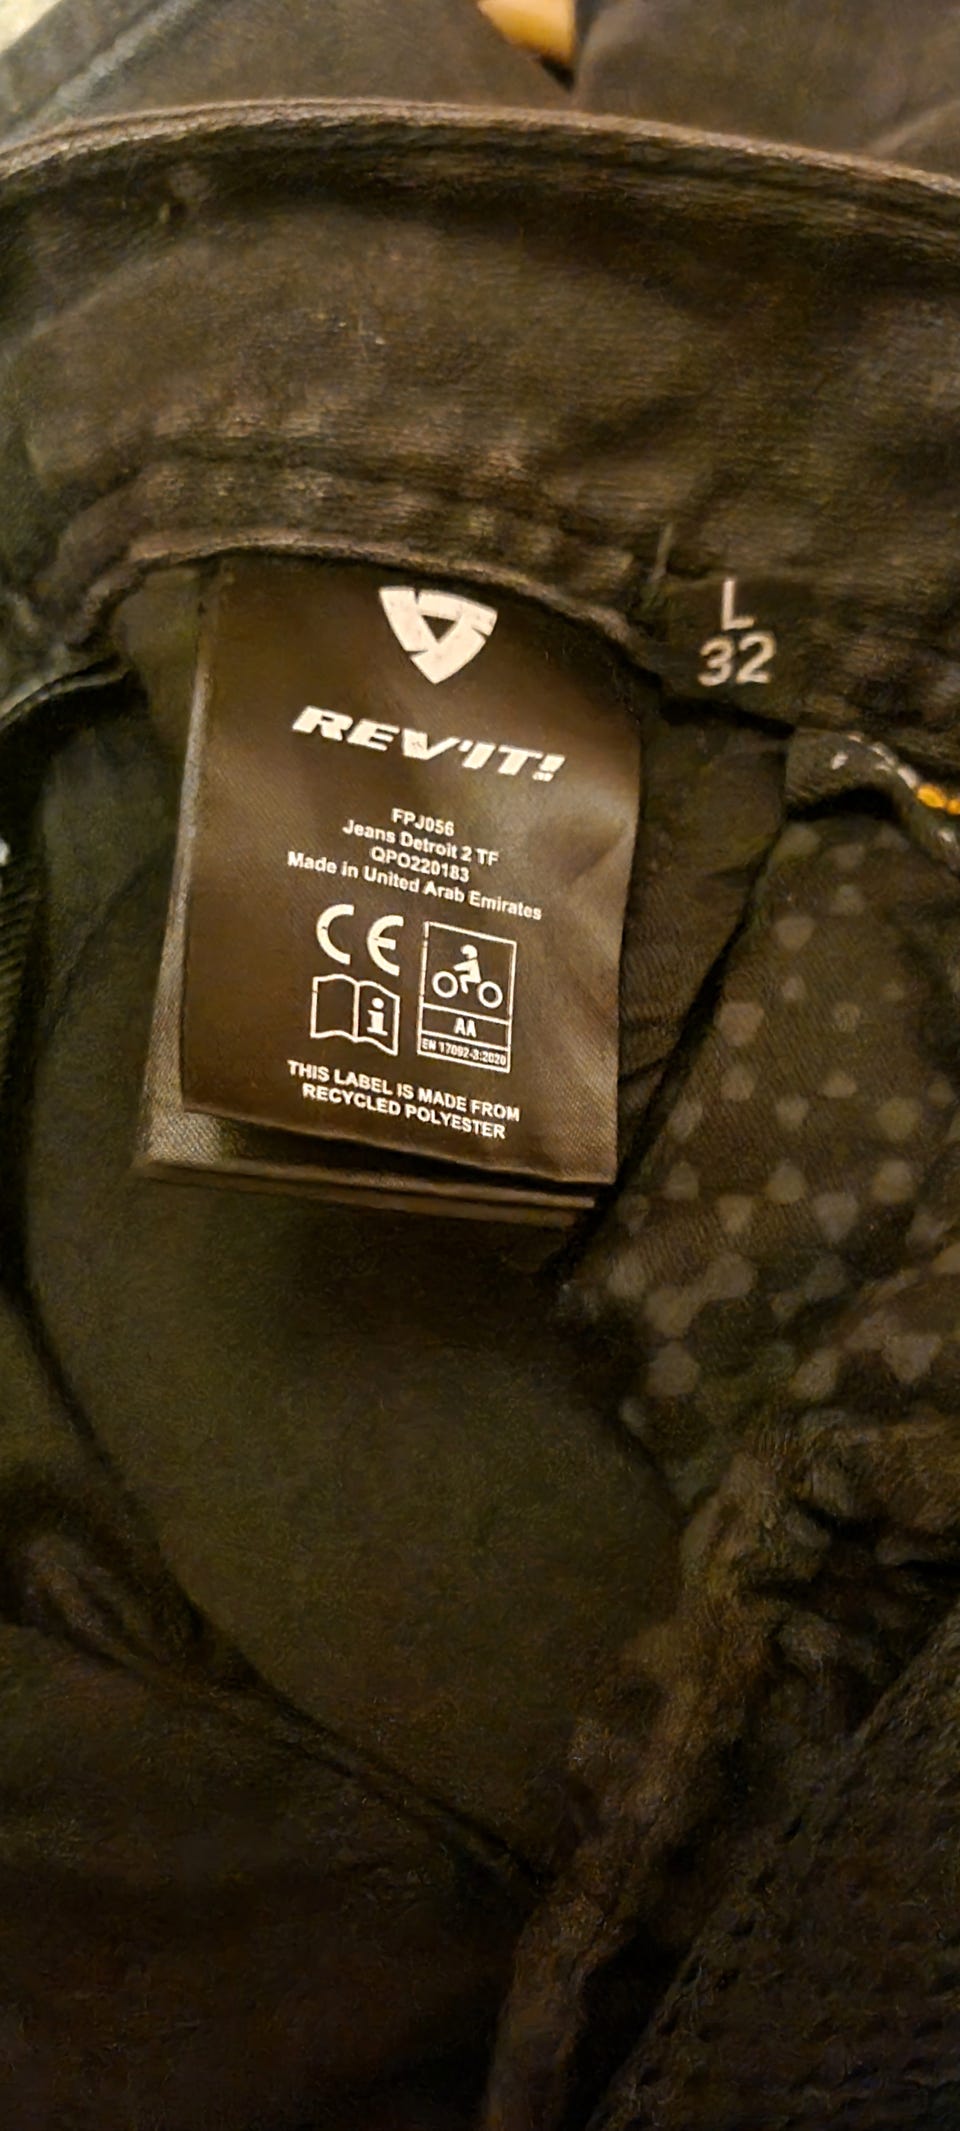 L
32
REV'IT!
FPJ056
Jeans Detroit 2 TF
QPO220183
Made in United Arab Emirates
CE
i
AA
EN 17092-3:2020
THIS LABEL IS MADE FROM
RECYCLED POLYESTER